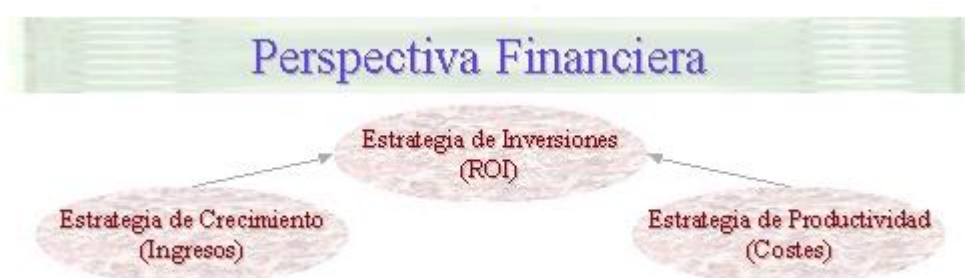 Perspectiva Financiera
Estrategia de Inversiones
(ROI)
Estrategia de Crecimiento
(Ingresos)
Estrategia de Productividad
(Costes)